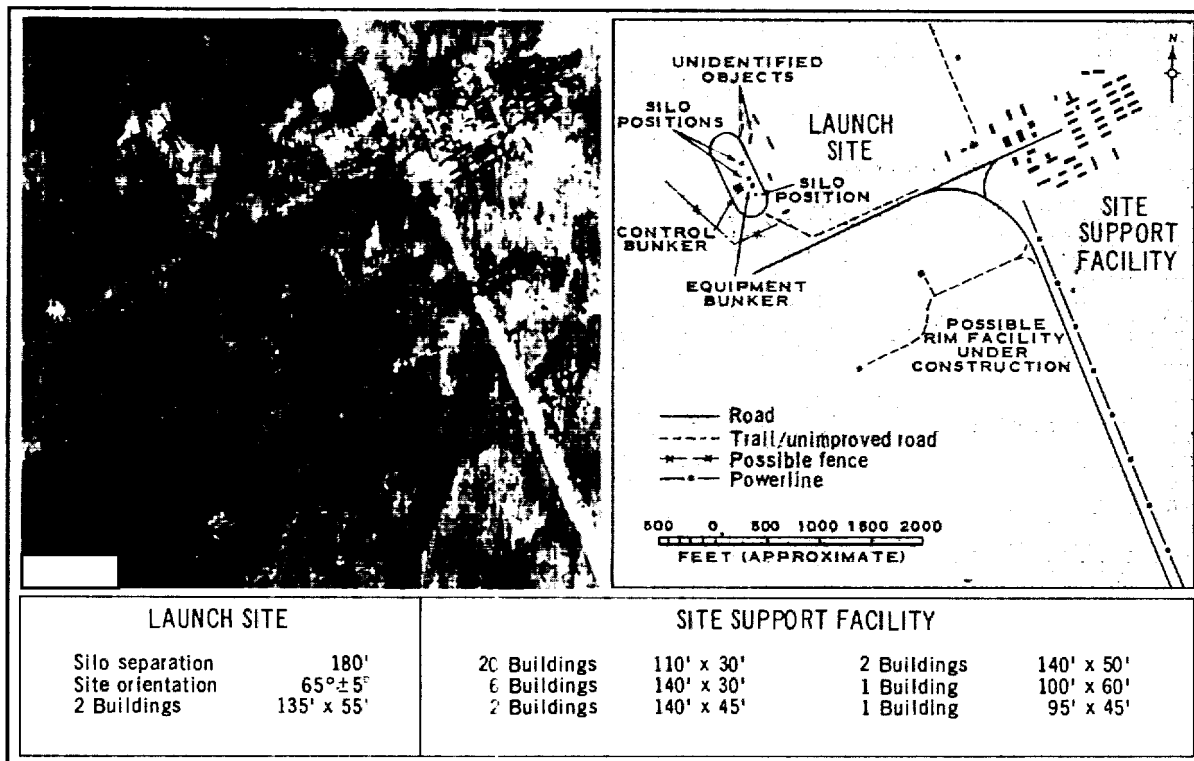 N
UNIDENTIFIED
OBJECTS
SILO
POSITIONS
LAUNCH
SITE
SILO
POSITION
CONTROL
BUNKER
EQUIPMENT
BUNKER
SITE
SUPPORT
FACILITY
POSSIBLE
RIM FACILITY
UNDER
CONSTRUCTION
Road
Trail/unimproved road
Possible fence
Powerline
500 0 500 1000 1500 2000
FEET (APPROXIMATE)
LAUNCH SITE
Silo separation 180'
Site orientation 65°±5°
2 Buildings 135' x 55'
SITE SUPPORT FACILITY
20 Buildings 110' x 30' 2 Buildings 140' x 50'
6 Buildings 140' x 30' 1 Building 100' x 60'
2 Buildings 140' x 45' 1 Building 95' x 45'